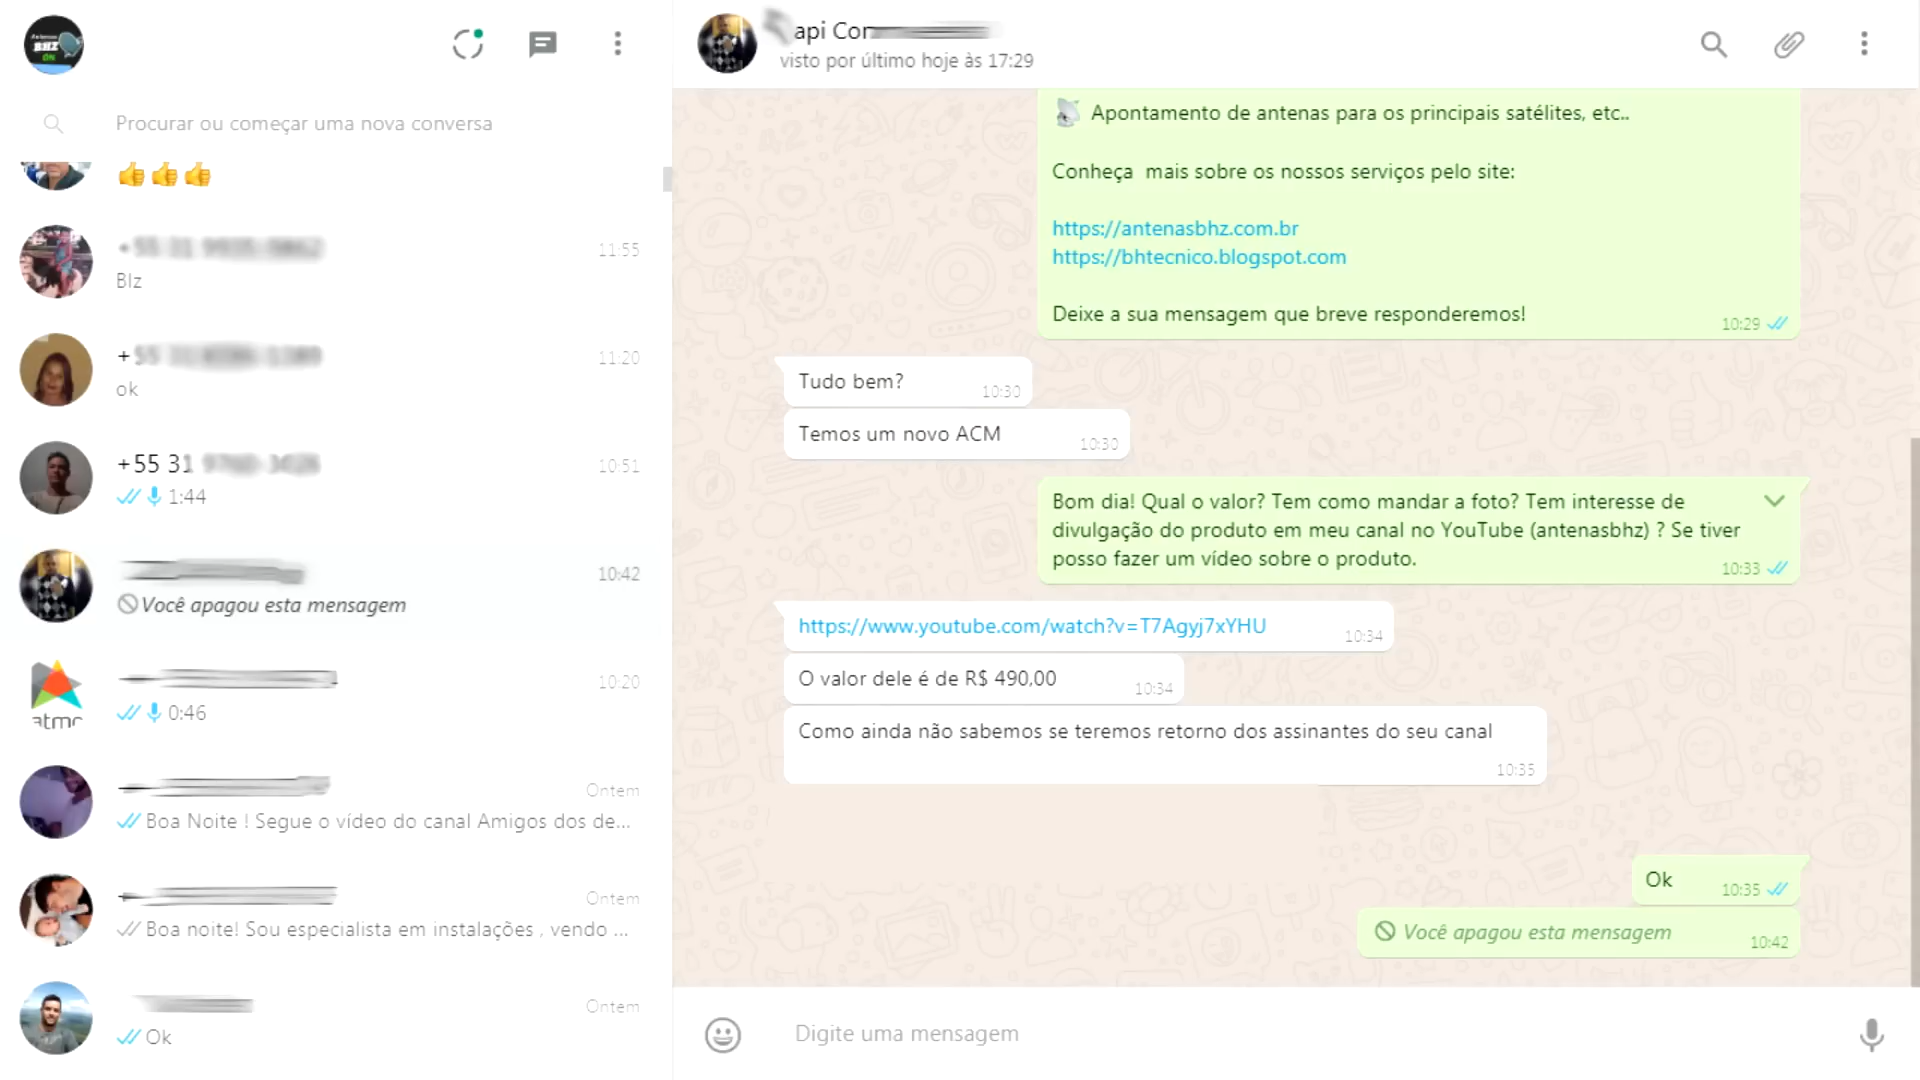 Procurar ou começar uma nova conversa
👍👍👍
11:55
Blz
+
11:20
ok
+55 31
10:51
1:44
10:42
Você apagou esta mensagem
atmc
10:20
0:46
Ontem
Boa Noite ! Segue o vídeo do canal Amigos dos de...
Ontem
Boa noite! Sou especialista em instalações , vendo ...
Ontem
Ok
api Con
visto por último hoje às 17:29
Apontamento de antenas para os principais satélites, etc..
Conheça mais sobre os nossos serviços pelo site:
https://antenasbhz.com.br
https://bhtecnico.blogspot.com
Deixe a sua mensagem que breve responderemos!
10:29
Tudo bem?
10:30
Temos um novo ACM
10:30
Bom dia! Qual o valor? Tem como mandar a foto? Tem interesse de
divulgação do produto em meu canal no YouTube (antenasbhz) ? Se tiver
posso fazer um vídeo sobre o produto.
10:33
https://www.youtube.com/watch?v=T7Agyj7xYHU
10:34
O valor dele é de R$ 490,00
10:34
Como ainda não sabemos se teremos retorno dos assinantes do seu canal
10:35
Ok
10:35
Você apagou esta mensagem
10:42
Digite uma mensagem